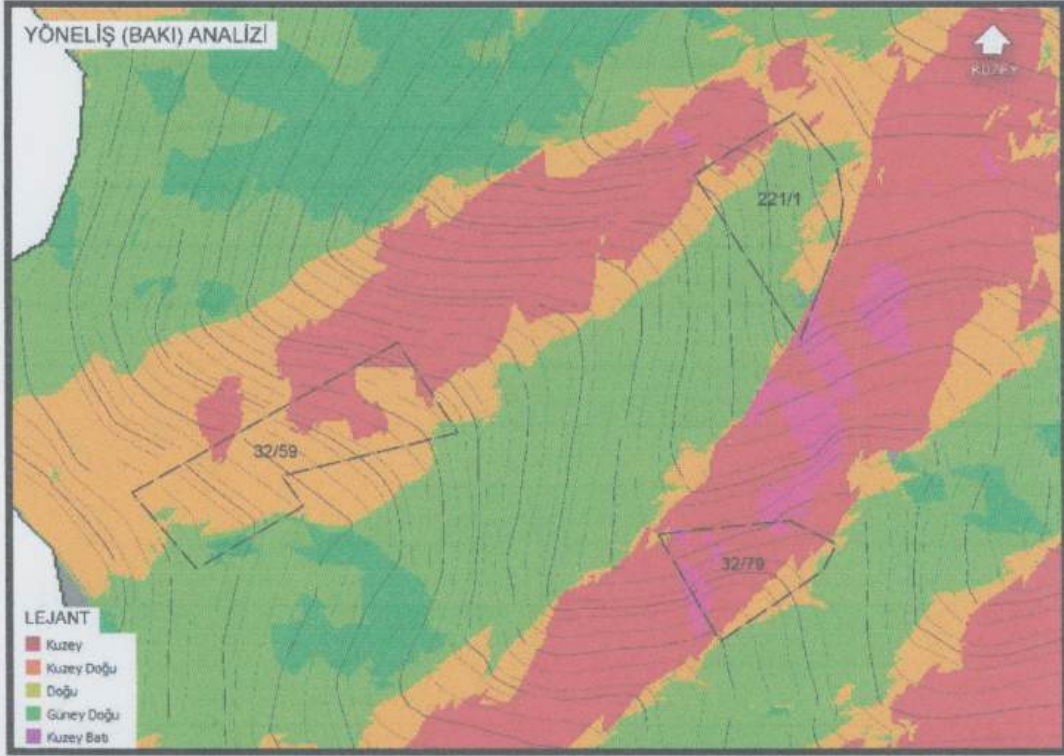 YÖNELİŞ (BAKI) ANALİZİ
KUZEY
221/1
32/59
32/79
LEJANT
Kuzey
Kuzey Doğu
Doğu
Güney Doğu
Kuzey Batı